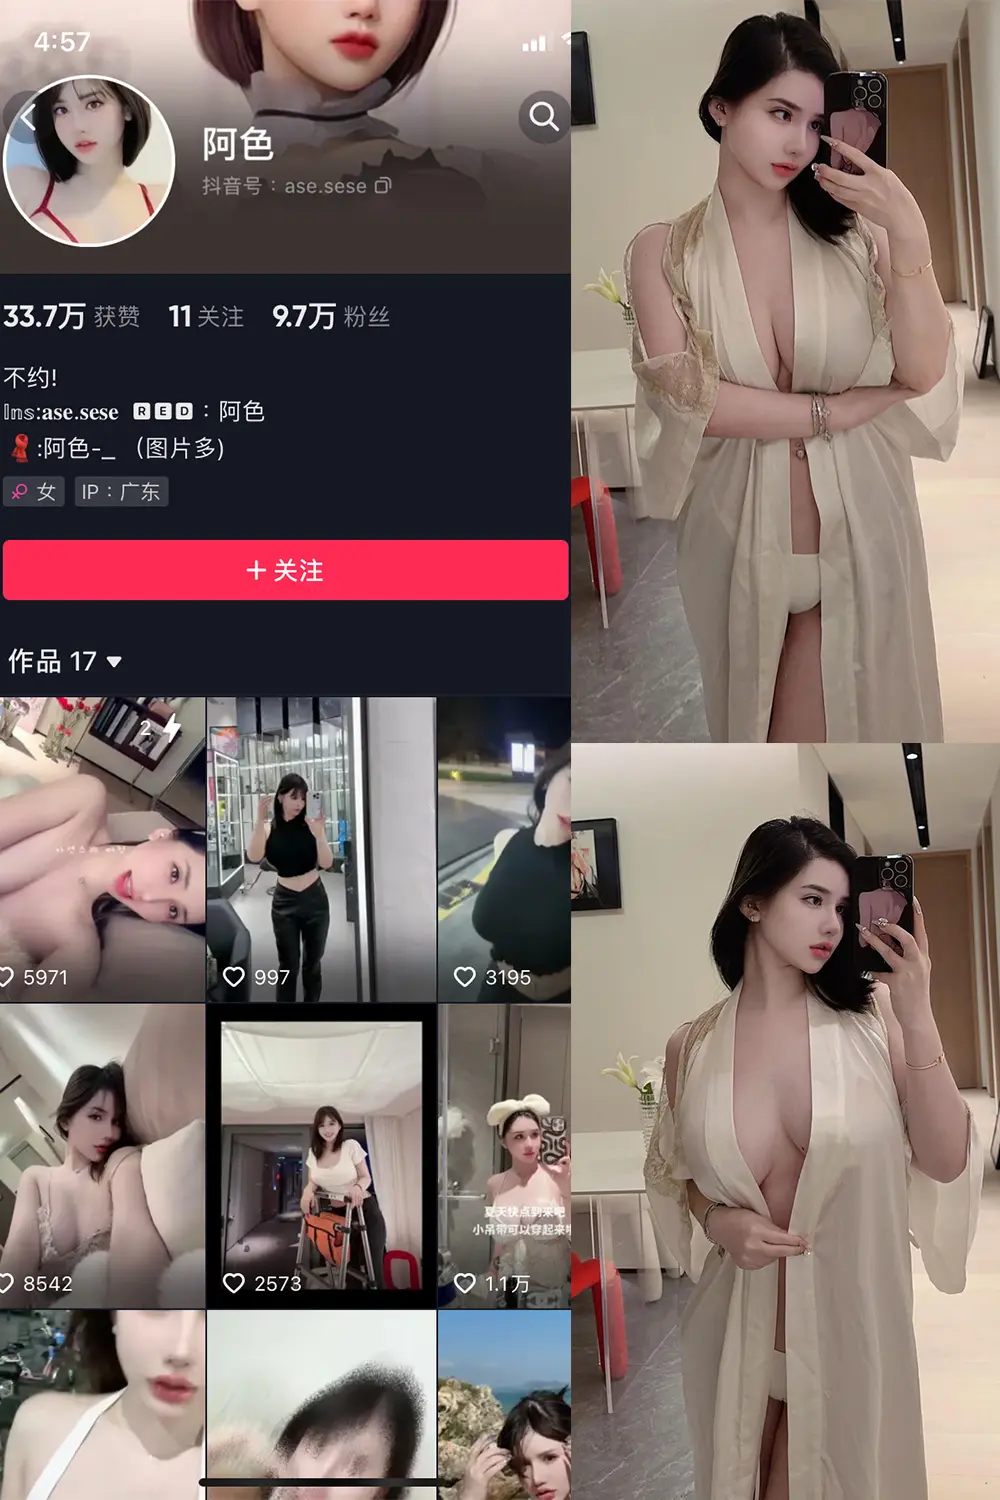 4:57
阿色
抖音号：ase.sese
33.7万 获赞 11 关注 9.7万 粉丝
不约!
Ins:ase.sese RED：阿色
:阿色-_ （图片多)
女 IP：广东
+ 关注
作品 17
2
5971
997
3195
夏天快点到来吧
小吊带可以穿起来
8542
2573
1.1万